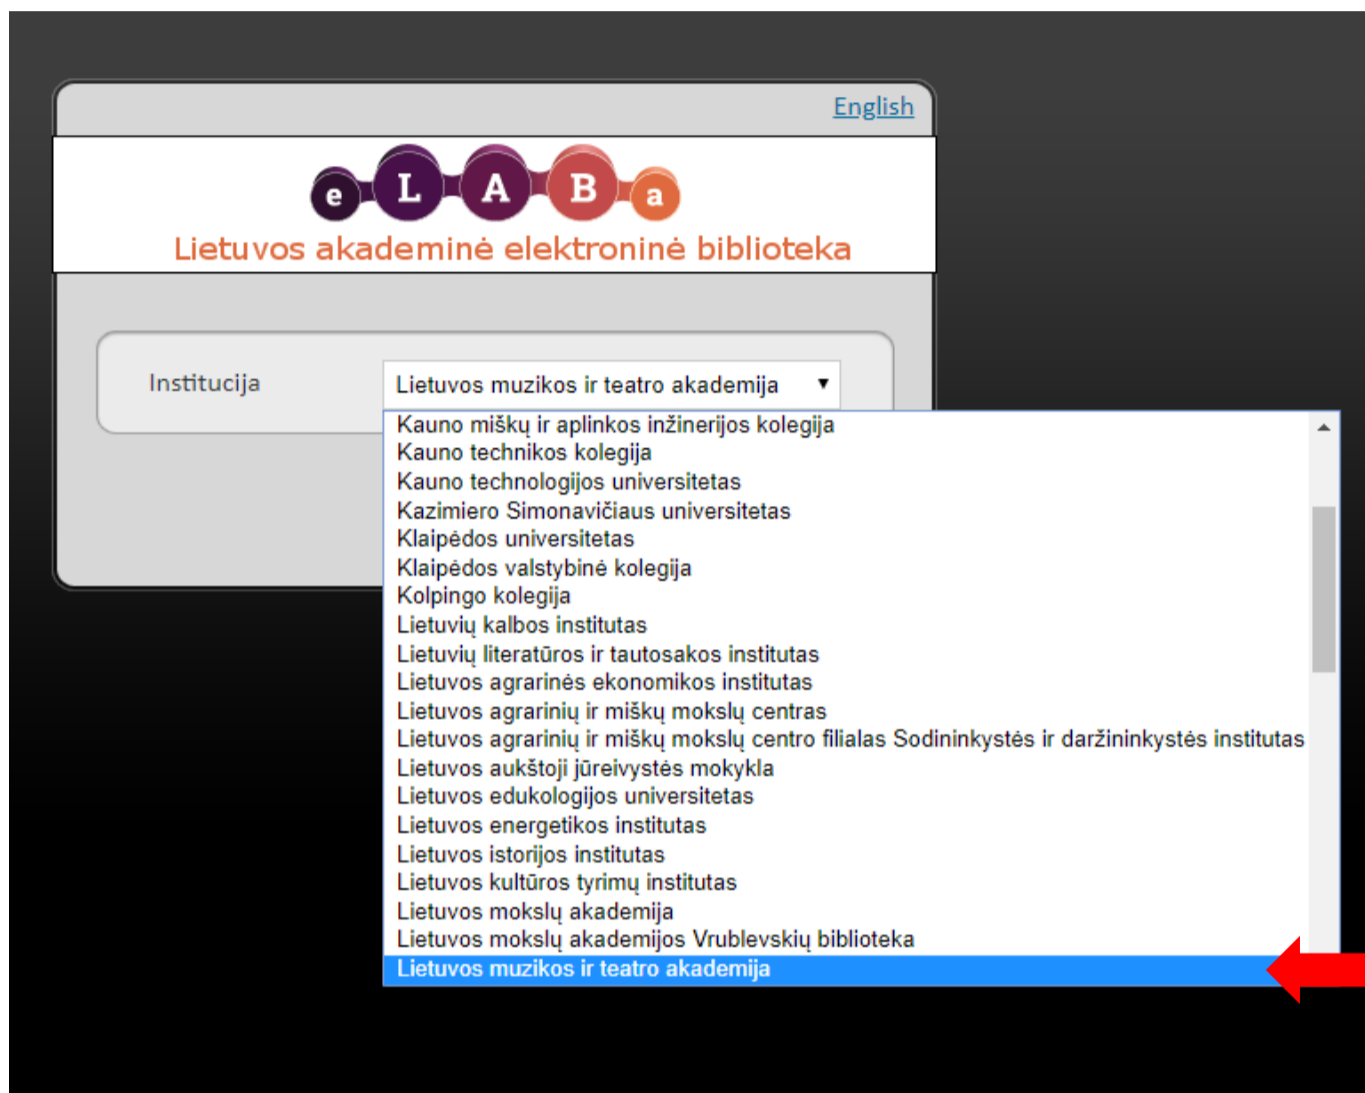 English
eLABa
Lietuvos akademinė elektroninė biblioteka
Institucija
Lietuvos muzikos ir teatro akademija
Kauno miškų ir aplinkos inžinerijos kolegija
Kauno technikos kolegija
Kauno technologijos universitetas
Kazimiero Simonavičiaus universitetas
Klaipėdos universitetas
Klaipėdos valstybinė kolegija
Kolpingo kolegija
Lietuvių kalbos institutas
Lietuvių literatūros ir tautosakos institutas
Lietuvos agrarinės ekonomikos institutas
Lietuvos agrarinių ir miškų mokslų centras
Lietuvos agrarinių ir miškų mokslų centro filialas Sodininkystės ir daržininkystės institutas
Lietuvos aukštoji jūreivystės mokykla
Lietuvos edukologijos universitetas
Lietuvos energetikos institutas
Lietuvos istorijos institutas
Lietuvos kultūros tyrimų institutas
Lietuvos mokslų akademija
Lietuvos mokslų akademijos Vrublevskių biblioteka
Lietuvos muzikos ir teatro akademija